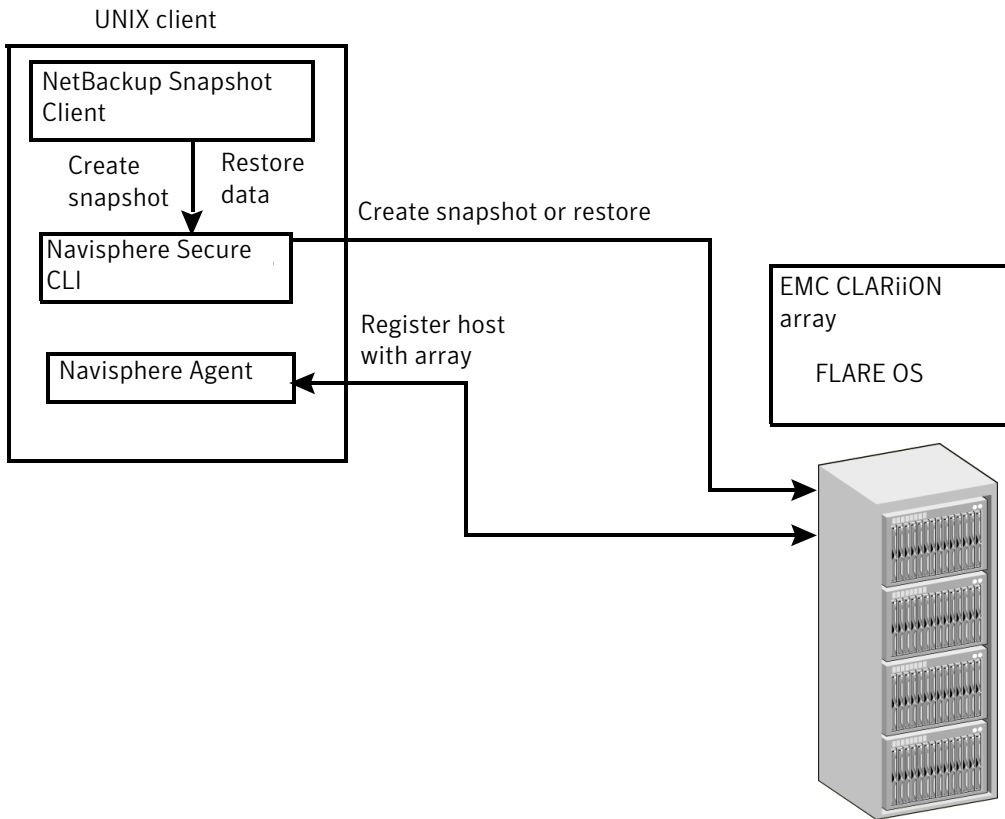 UNIX client
NetBackup Snapshot
Client
Create
snapshot
Restore
data
Navisphere Secure
CLI
Create snapshot or restore
Register host
with array
Navisphere Agent
EMC CLARiiON
array
FLARE OS